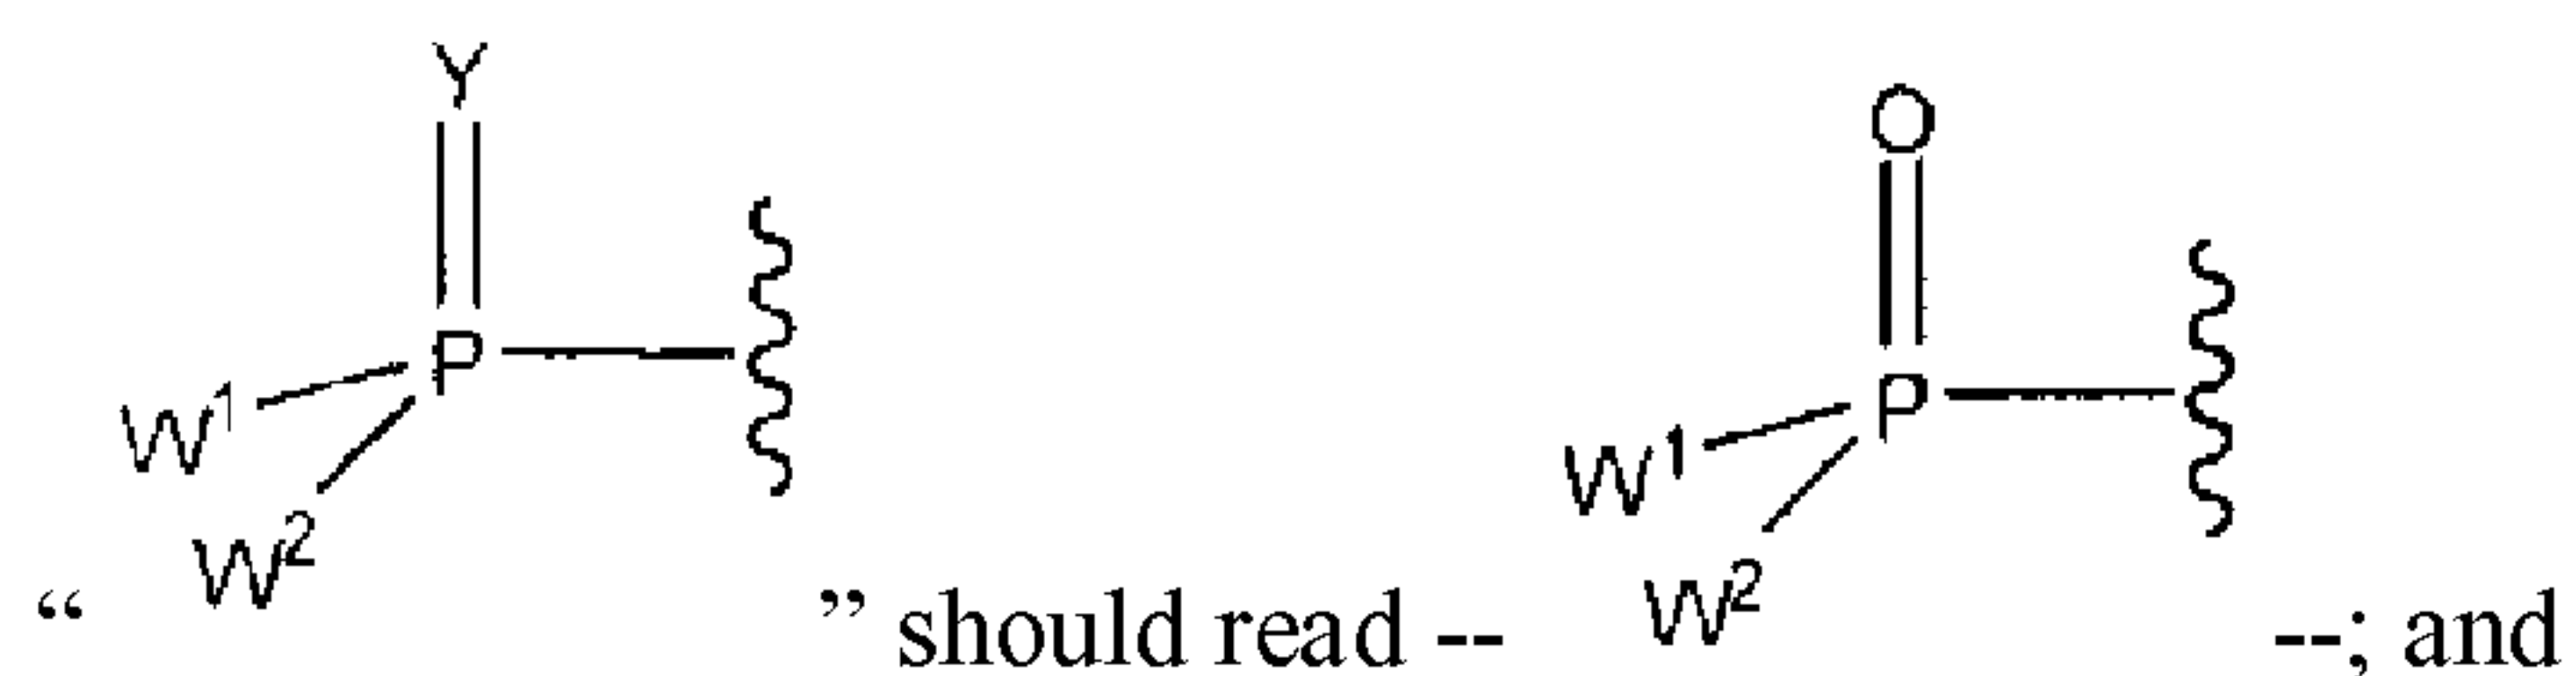 Y
O
P
P
W1
W1
W2
W2
“ ” should read -- --; and